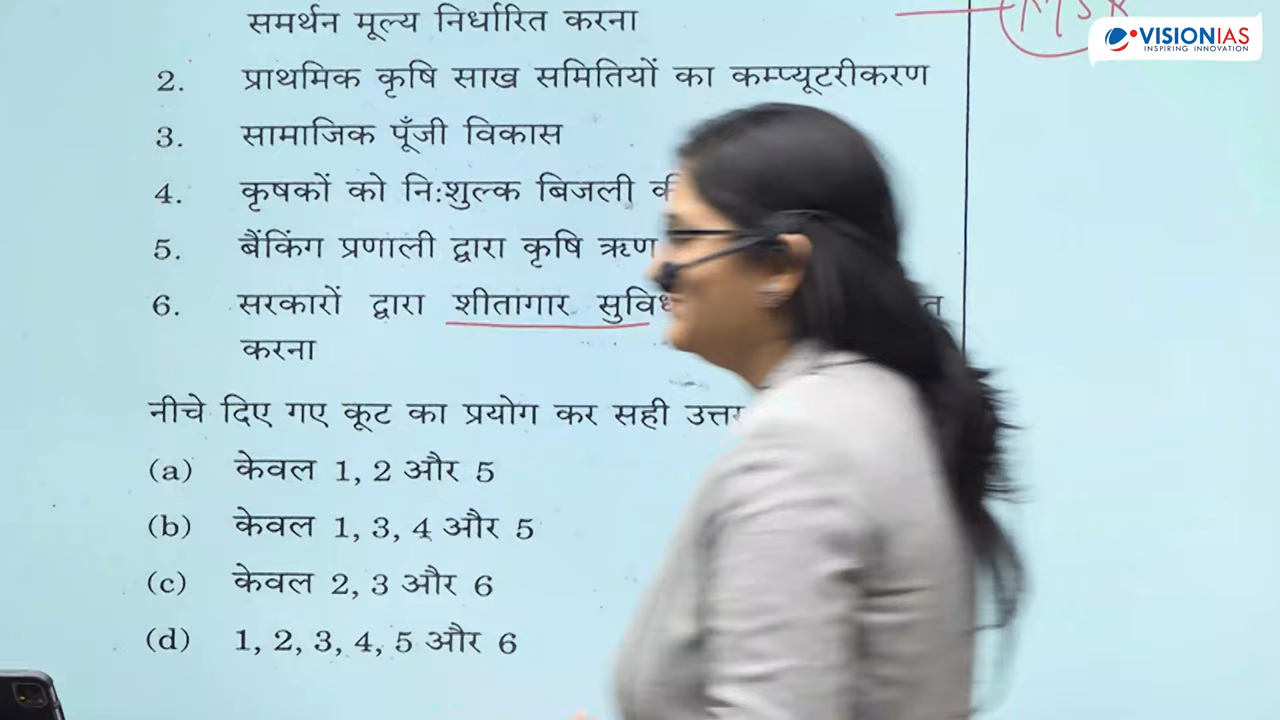 समर्थन मूल्य निर्धारित करना
VISIONIAS
INSPIRING INNOVATION
2. प्राथमिक कृषि साख समितियों का कम्प्यूटरीकरण
3. सामाजिक पूँजी विकास
4. कृषकों को नि:शुल्क बिजली
5. बैंकिंग प्रणाली द्वारा कृषि ऋण
6. सरकारों द्वारा शीतागार
करना
नीचे दिए गए कूट का प्रयोग कर सही उत्तर
(a) केवल 1, 2 और 5
(b) केवल 1, 3, 4 और 5
(c) केवल 2, 3 और 6
(d) 1, 2, 3, 4, 5 और 6